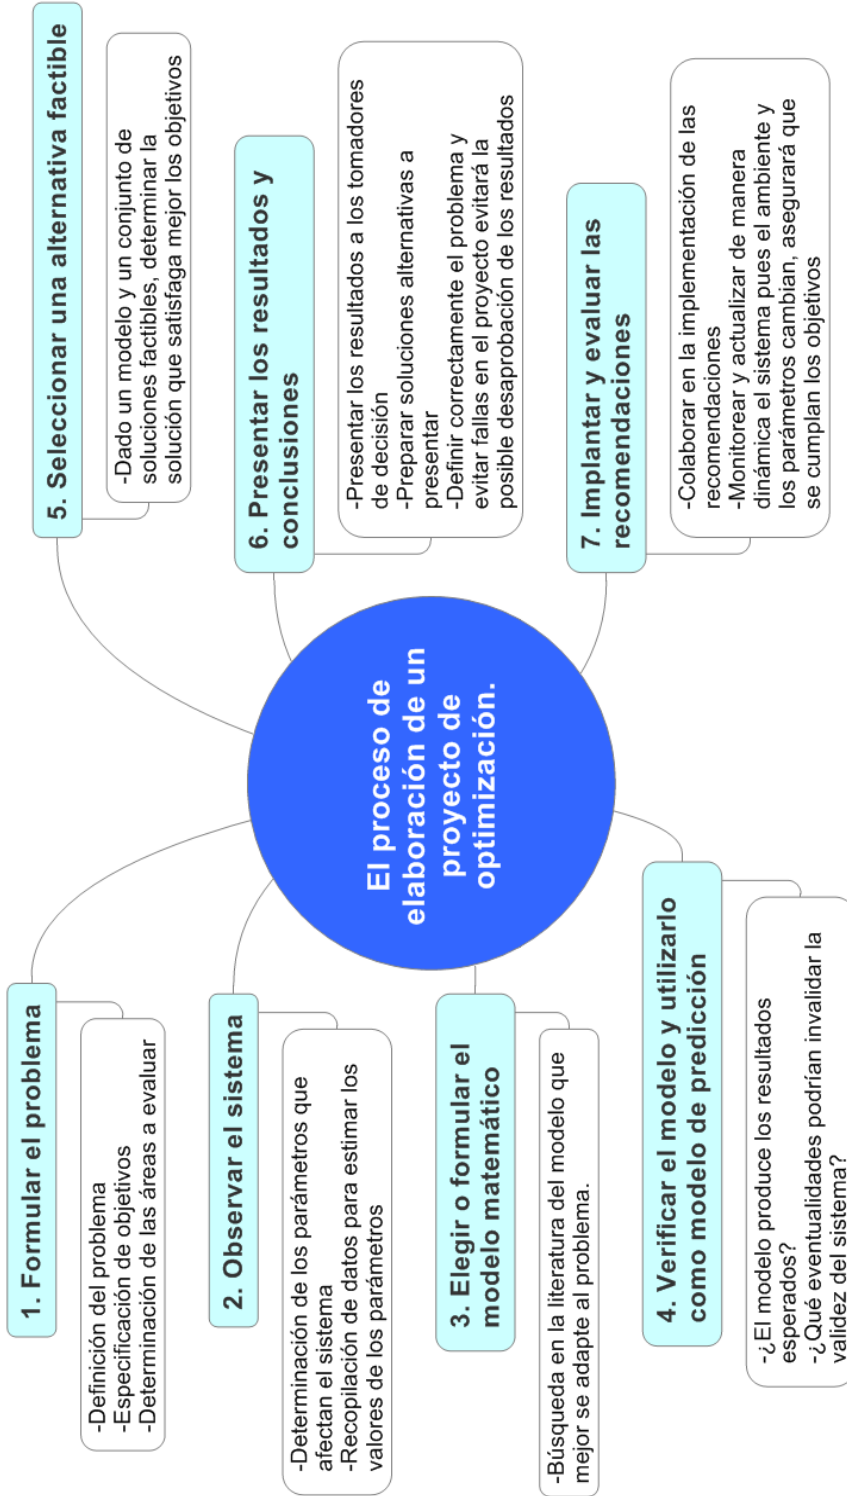 El proceso de
elaboración de un
proyecto de
optimización.
1. Formular el problema
-Definición del problema
-Especificación de objetivos
-Determinación de las áreas a evaluar
2. Observar el sistema
-Determinación de los parámetros que
afectan el sistema
-Recopilación de datos para estimar los
valores de los parámetros
3. Elegir o formular el
modelo matemático
-Búsqueda en la literatura del modelo que
mejor se adapte al problema.
4. Verificar el modelo y utilizarlo
como modelo de predicción
-¿El modelo produce los resultados
esperados?
-¿Qué eventualidades podrían invalidar la
validez del sistema?
5. Seleccionar una alternativa factible
-Dado un modelo y un conjunto de
soluciones factibles, determinar la
solución que satisfaga mejor los objetivos
6. Presentar los resultados y
conclusiones
-Presentar los resultados a los tomadores
de decisión
-Preparar soluciones alternativas a
presentar
-Definir correctamente el problema y
evitar fallas en el proyecto evitará la
posible desaprobación de los resultados
7. Implantar y evaluar las
recomendaciones
-Colaborar en la implementación de las
recomendaciones
-Monitorear y actualizar de manera
dinámica el sistema pues el ambiente y
los parámetros cambian, asegurará que
se cumplan los objetivos